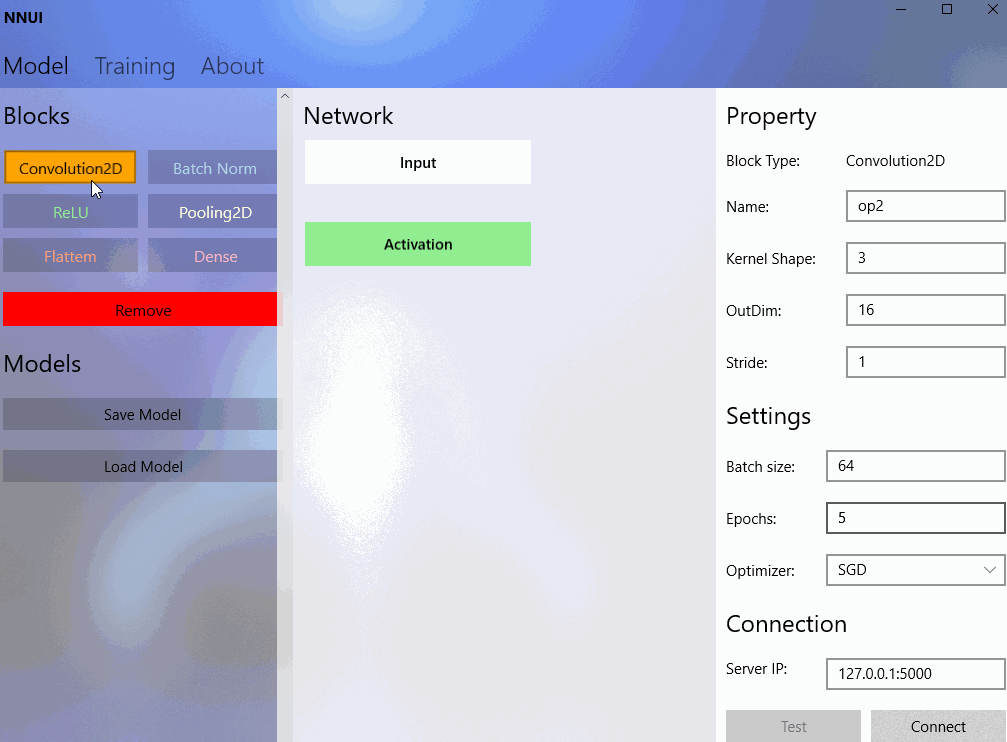 NNUI
Model Training About
Blocks
Convolution2D Batch Norm
ReLU Pooling2D
Flattem Dense
Remove
Models
Save Model
Load Model
Network
Input
Activation
Property
Block Type: Convolution2D
Name: op2
Kernel Shape: 3
OutDim: 16
Stride: 1
Settings
Batch size: 64
Epochs: 5
Optimizer: SGD
Connection
Server IP: 127.0.0.1:5000
Test Connect